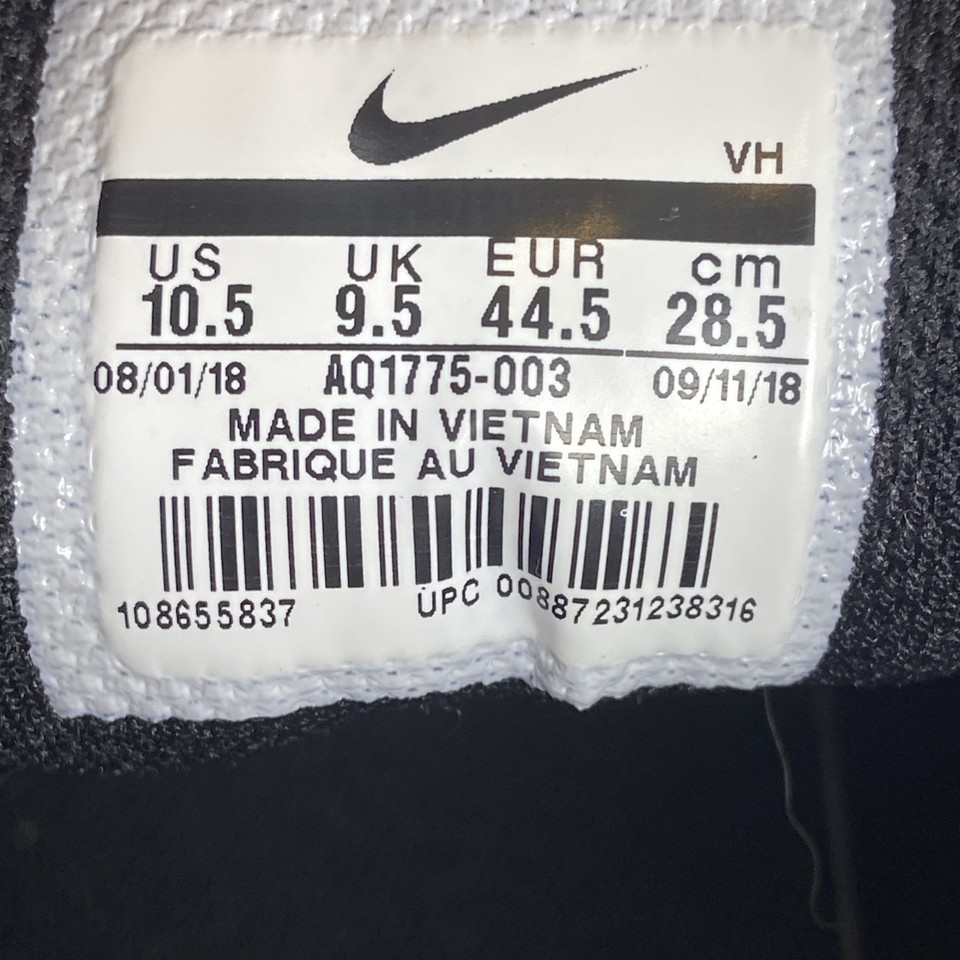 VH
US UK EUR cm
10.5 9.5 44.5 28.5
08/01/18 AQ1775-003 09/11/18
MADE IN VIETNAM
FABRIQUE AU VIETNAM
108655837 UPC 00887231238316